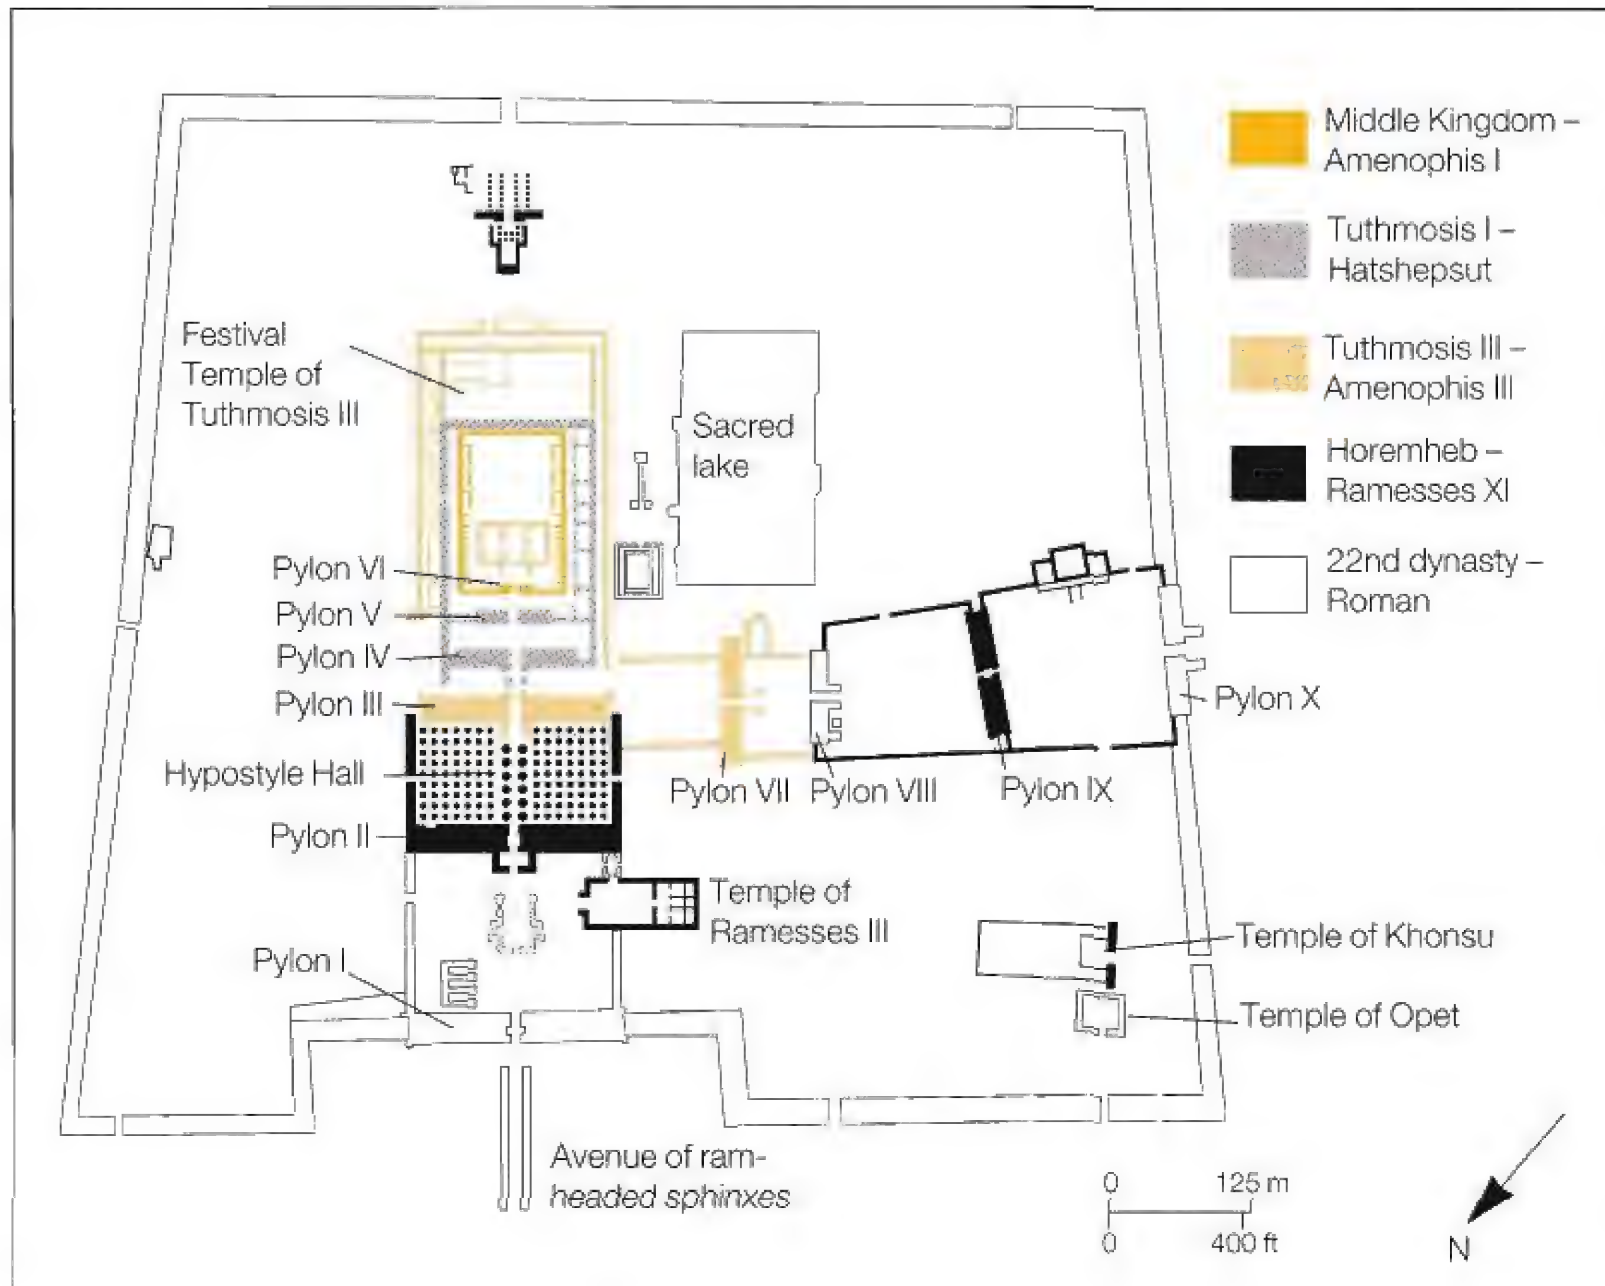 Middle Kingdom –
Amenophis I
Tuthmosis I –
Hatshepsut
Tuthmosis III –
Amenophis III
Horemheb –
Ramesses XI
22nd dynasty –
Roman
Festival
Temple of
Tuthmosis III
Sacred
lake
Pylon VI
Pylon V
Pylon IV
Pylon III
Hypostyle Hall
Pylon II
Pylon I
Pylon VII
Pylon VIII
Pylon IX
Pylon X
Temple of
Ramesses III
Temple of Khonsu
Temple of Opet
Avenue of ram-
headed sphinxes
0 125 m
0 400 ft
N